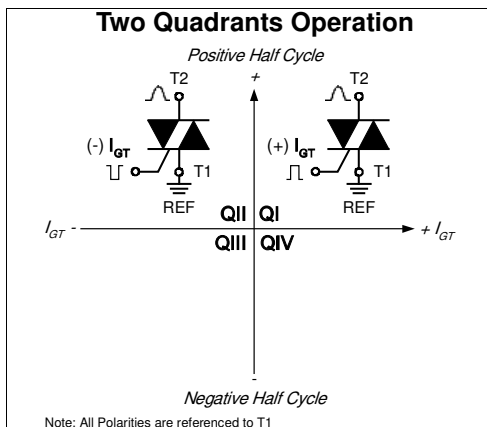 Two Quadrants Operation
Positive Half Cycle
+
T2 T2
(-) IGT (+) IGT
T1 T1
REF REF
QII QI
IGT - + IGT
QIII QIV
-
Negative Half Cycle
Note: All Polarities are referenced to T1